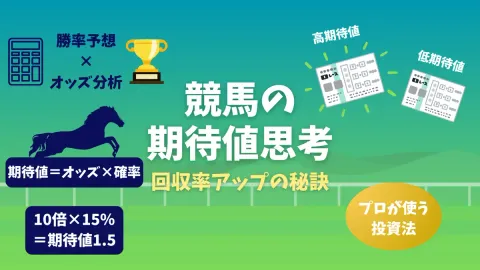 勝率予想
×
オッズ分析
高期待値
低期待値
競馬の
期待値思考
回収率アップの秘訣
期待値＝オッズ×確率
10倍×15%
＝期待値1.5
プロが使う
投資法